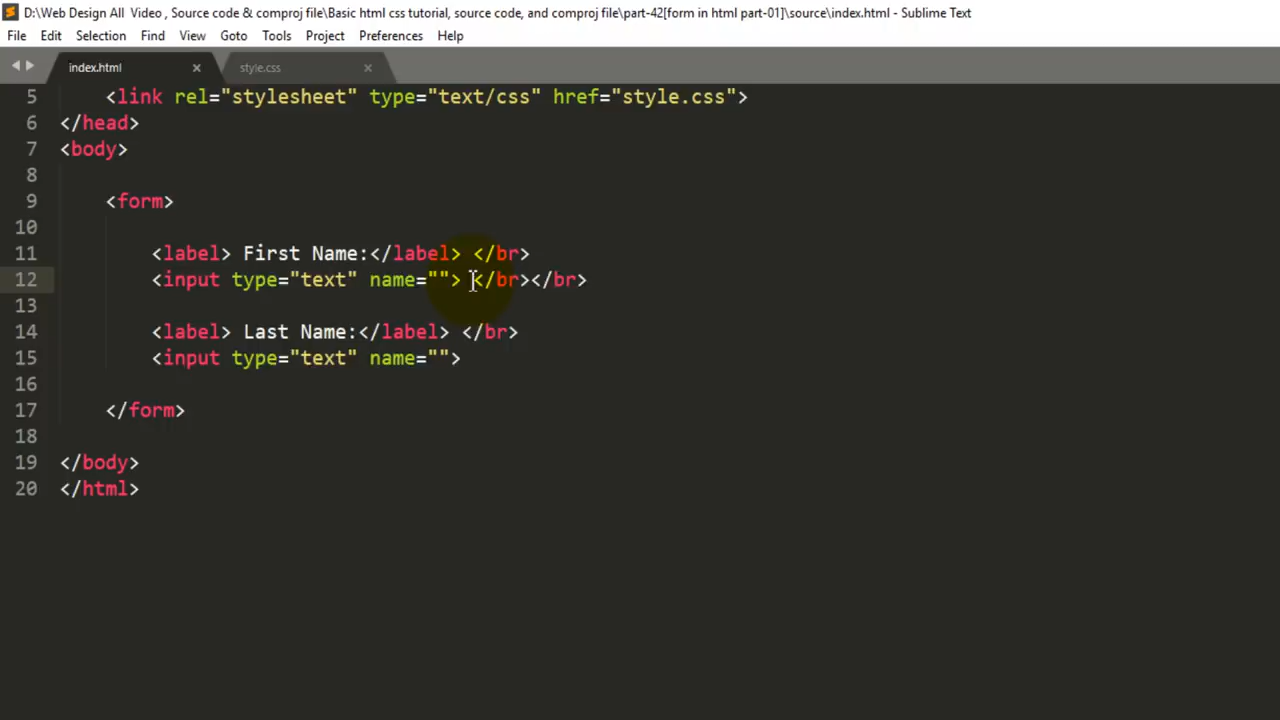 D:\Web Design All  Video , Source code & comproj file\Basic html css tutorial, source code, and comproj file\part-42[form in html part-01]\source\index.html - Sublime Text
File Edit Selection Find View Goto Tools Project Preferences Help
index.html × style.css ×
5 <link rel="stylesheet" type="text/css" href="style.css">
6 </head>
7 <body>
8
9 <form>
10
11 <label> First Name:</label> </br>
12 <input type="text" name=""> </br></br>
13
14 <label> Last Name:</label> </br>
15 <input type="text" name="">
16
17 </form>
18
19 </body>
20 </html>